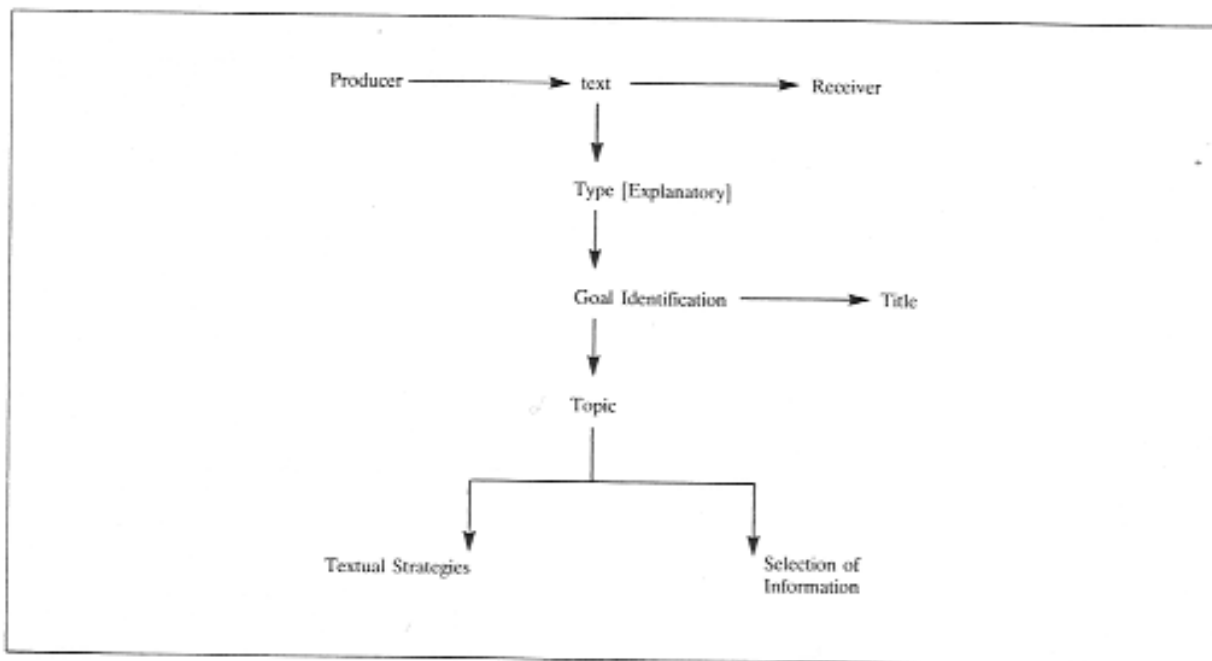 Producer text Receiver
Type [Explanatory]
Goal Identification Title
Topic
Textual Strategies
Selection of
Information